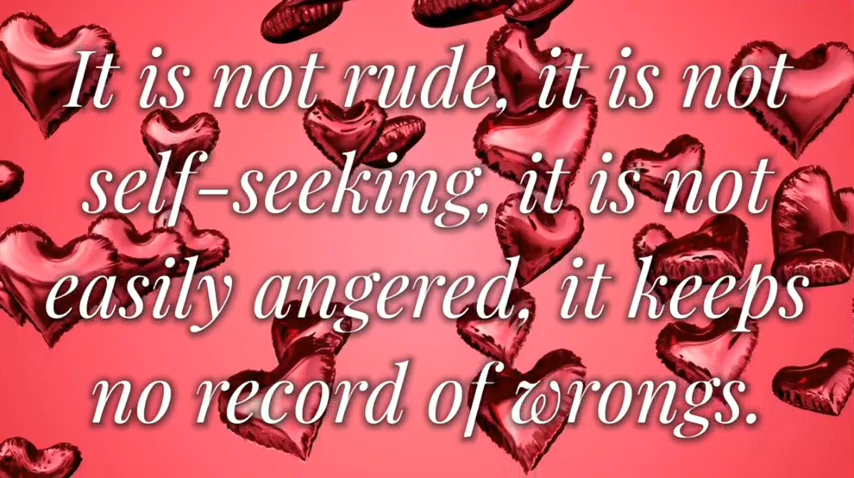 It is not rude, it is not
self-seeking, it is not
easily angered, it keeps
no record of wrongs.